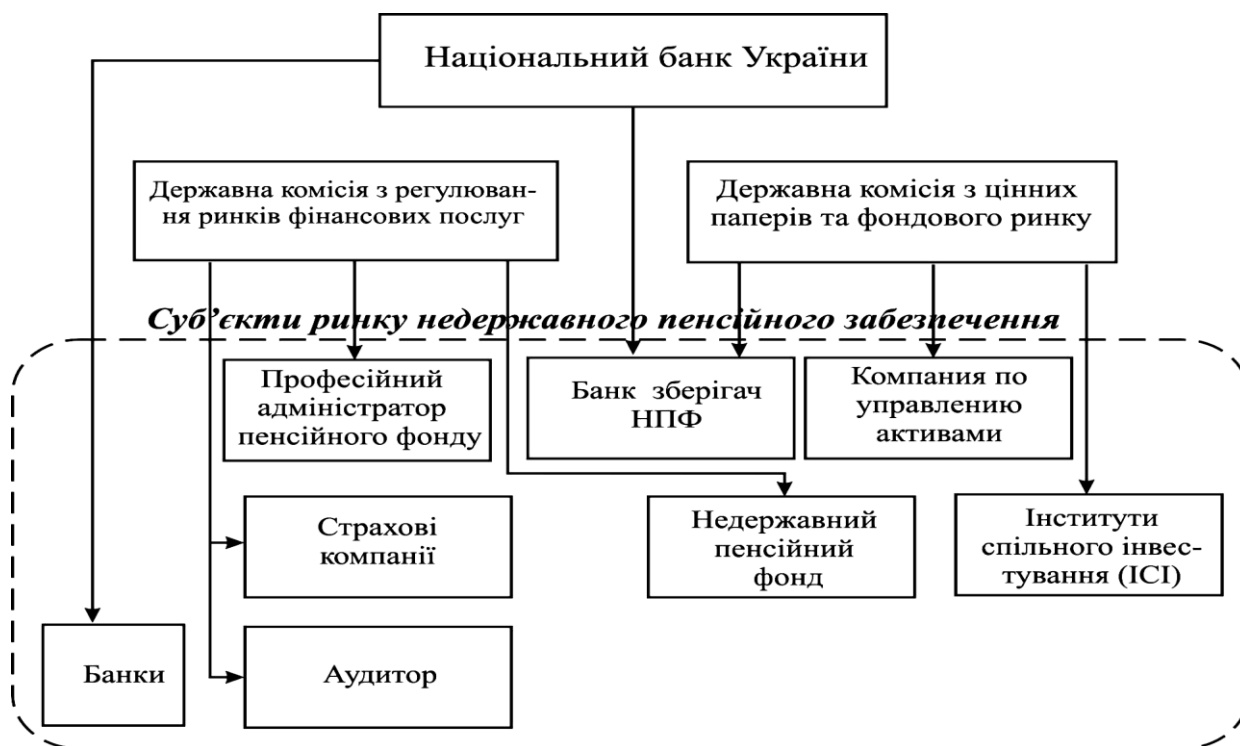 Національний банк України
Державна комісія з регулюван-
ня ринків фінансових послуг
Державна комісія з цінних
паперів та фондового ринку
Суб’єкти ринку недержавного пенсійного забезпечення
Професійний
адміністратор
пенсійного фонду
Банк зберігач
НПФ
Компания по
управлению
активами
Страхові
компанії
Недержавний
пенсійний
фонд
Інститути
спільного інвес-
тування (ІСІ)
Банки
Аудитор